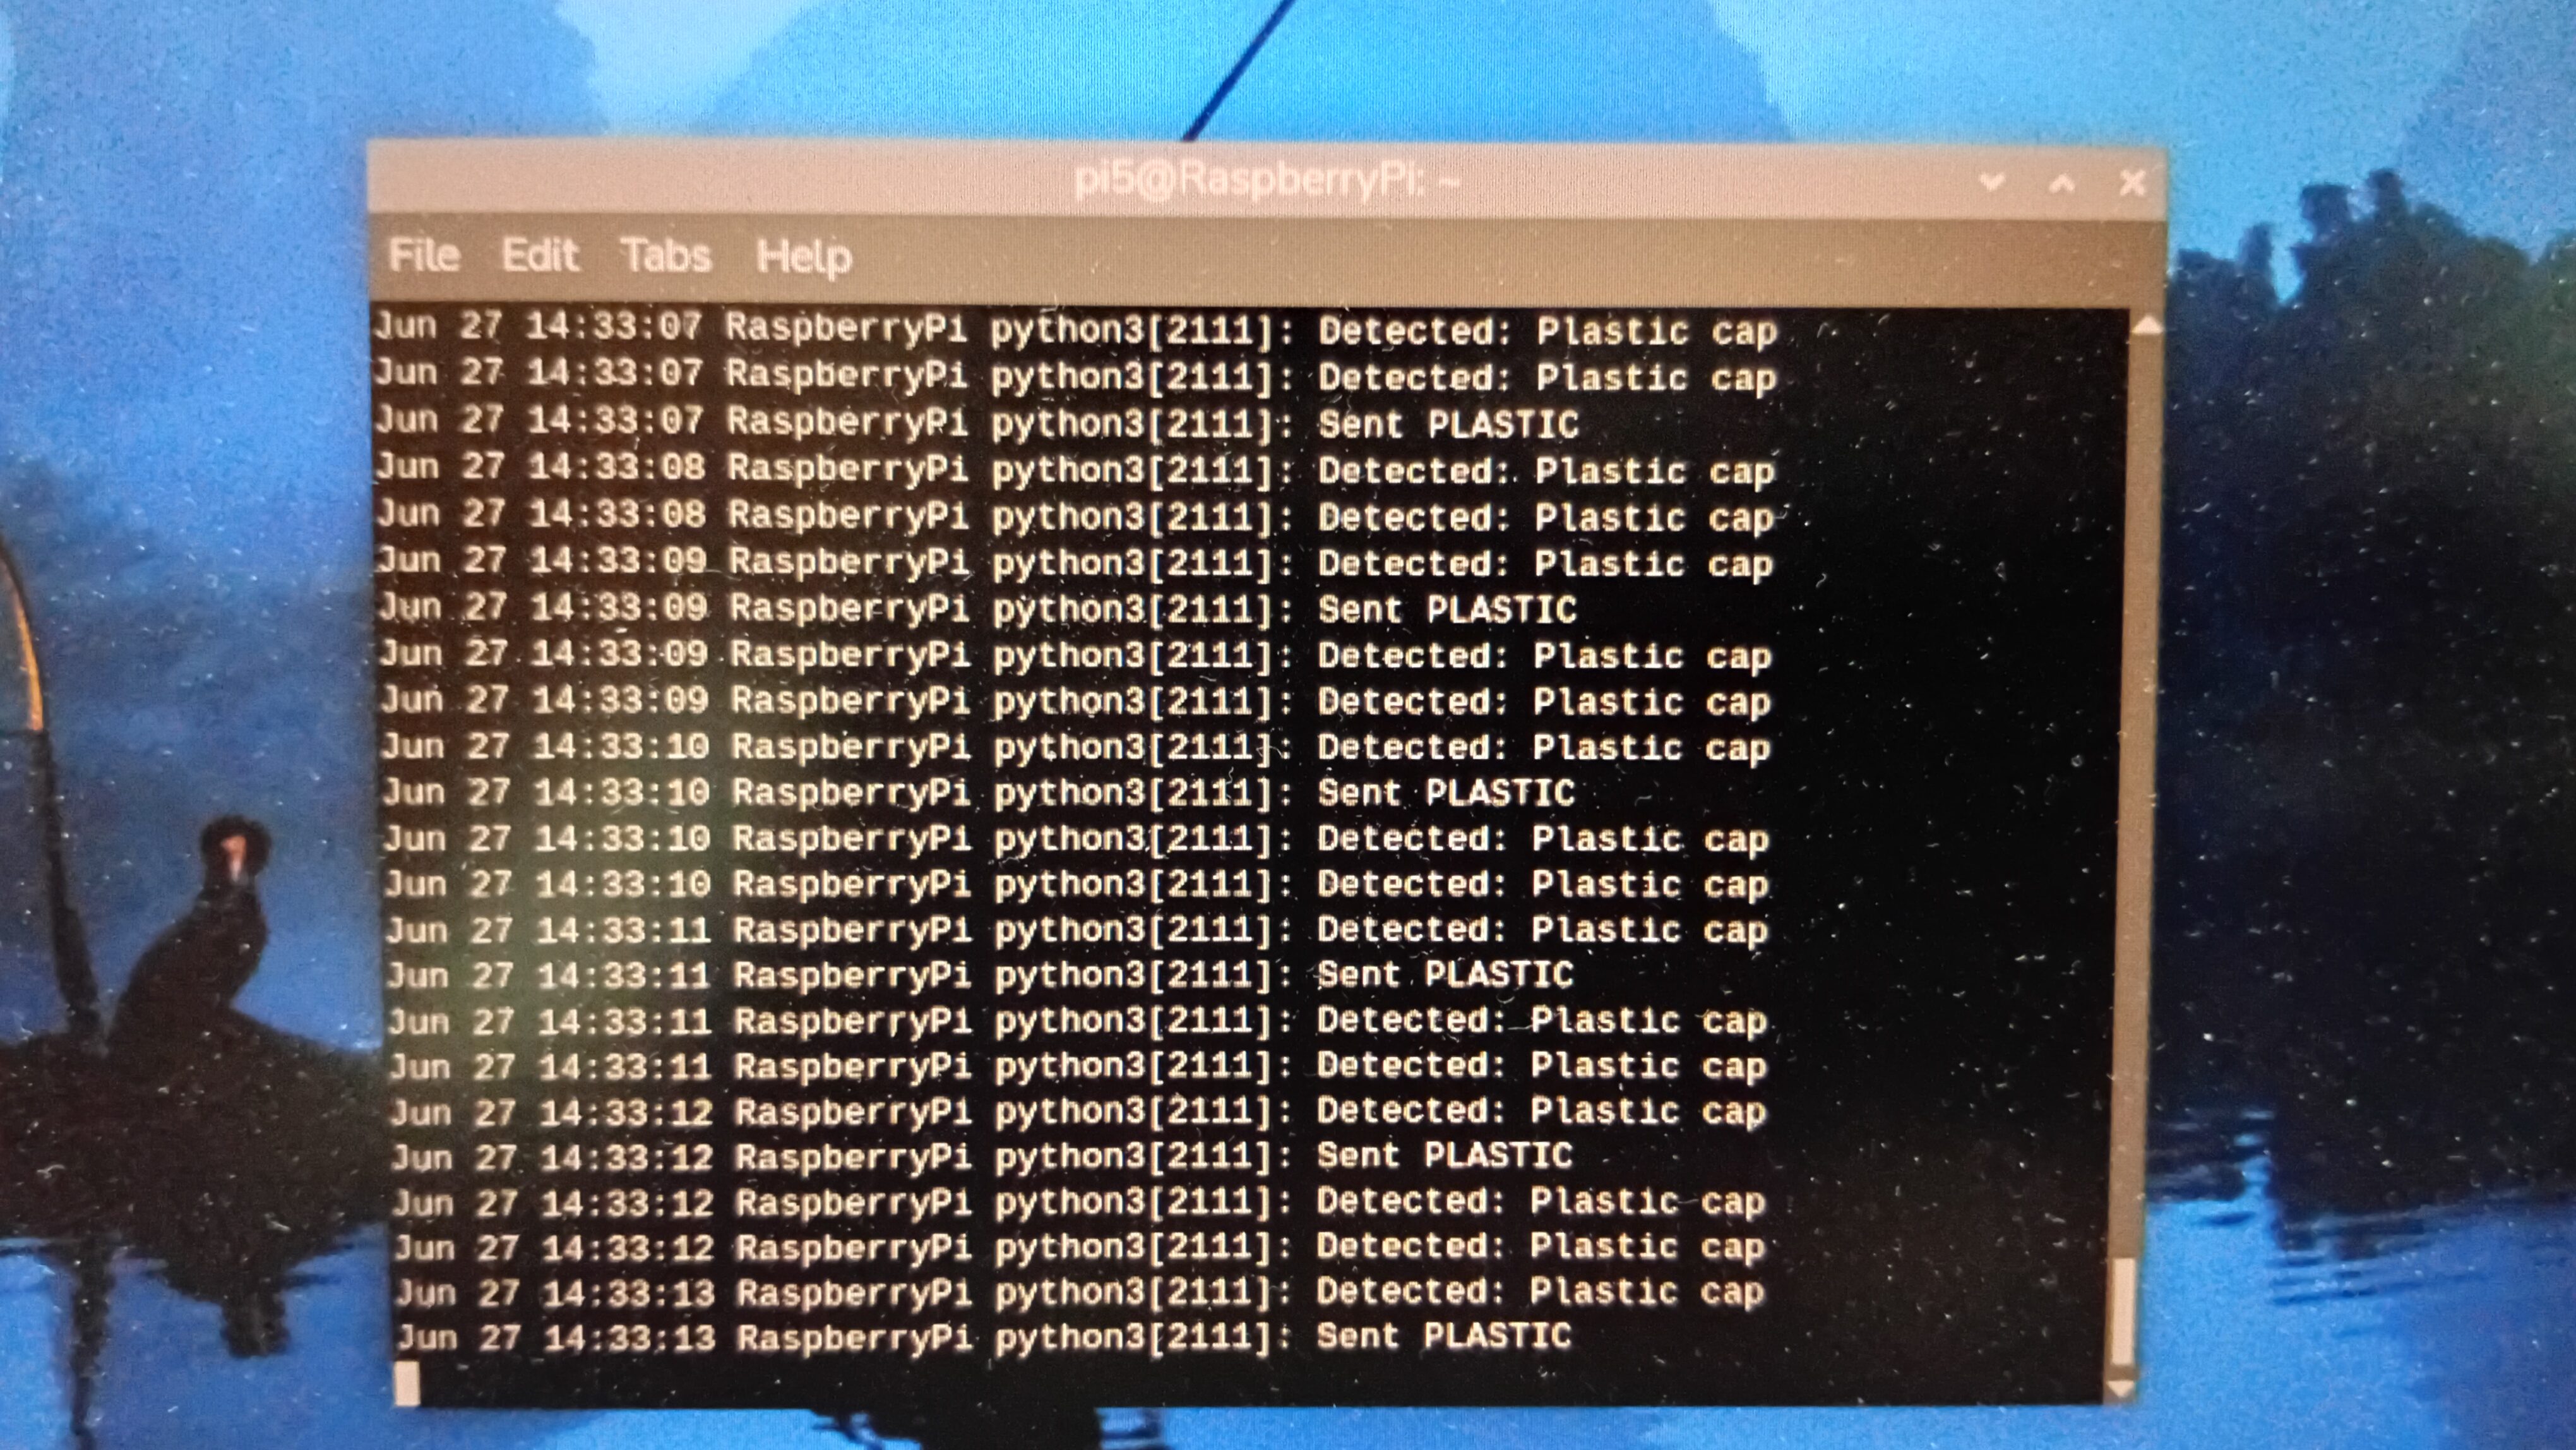 pi5@RaspberryPi: ~
File Edit Tabs Help
Jun 27 14:33:07 RaspberryPi python3[2111]: Detected: Plastic cap
Jun 27 14:33:07 RaspberryPi python3[2111]: Detected: Plastic cap
Jun 27 14:33:07 RaspberryPi python3[2111]: Sent PLASTIC
Jun 27 14:33:08 RaspberryPi python3[2111]: Detected: Plastic cap
Jun 27 14:33:08 RaspberryPi python3[2111]: Detected: Plastic cap
Jun 27 14:33:09 RaspberryPi python3[2111]: Detected: Plastic cap
Jun 27 14:33:09 RaspberryPi python3[2111]: Sent PLASTIC
Jun 27 14:33:09 RaspberryPi python3[2111]: Detected: Plastic cap
Jun 27 14:33:09 RaspberryPi python3[2111]: Detected: Plastic cap
Jun 27 14:33:10 RaspberryPi python3[2111]: Detected: Plastic cap
Jun 27 14:33:10 RaspberryPi python3[2111]: Sent PLASTIC
Jun 27 14:33:10 RaspberryPi python3[2111]: Detected: Plastic cap
Jun 27 14:33:10 RaspberryPi python3[2111]: Detected: Plastic cap
Jun 27 14:33:11 RaspberryPi python3[2111]: Detected: Plastic cap
Jun 27 14:33:11 RaspberryPi python3[2111]: Sent PLASTIC
Jun 27 14:33:11 RaspberryPi python3[2111]: Detected: Plastic cap
Jun 27 14:33:11 RaspberryPi python3[2111]: Detected: Plastic cap
Jun 27 14:33:12 RaspberryPi python3[2111]: Detected: Plastic cap
Jun 27 14:33:12 RaspberryPi python3[2111]: Sent PLASTIC
Jun 27 14:33:12 RaspberryPi python3[2111]: Detected: Plastic cap
Jun 27 14:33:12 RaspberryPi python3[2111]: Detected: Plastic cap
Jun 27 14:33:13 RaspberryPi python3[2111]: Detected: Plastic cap
Jun 27 14:33:13 RaspberryPi python3[2111]: Sent PLASTIC